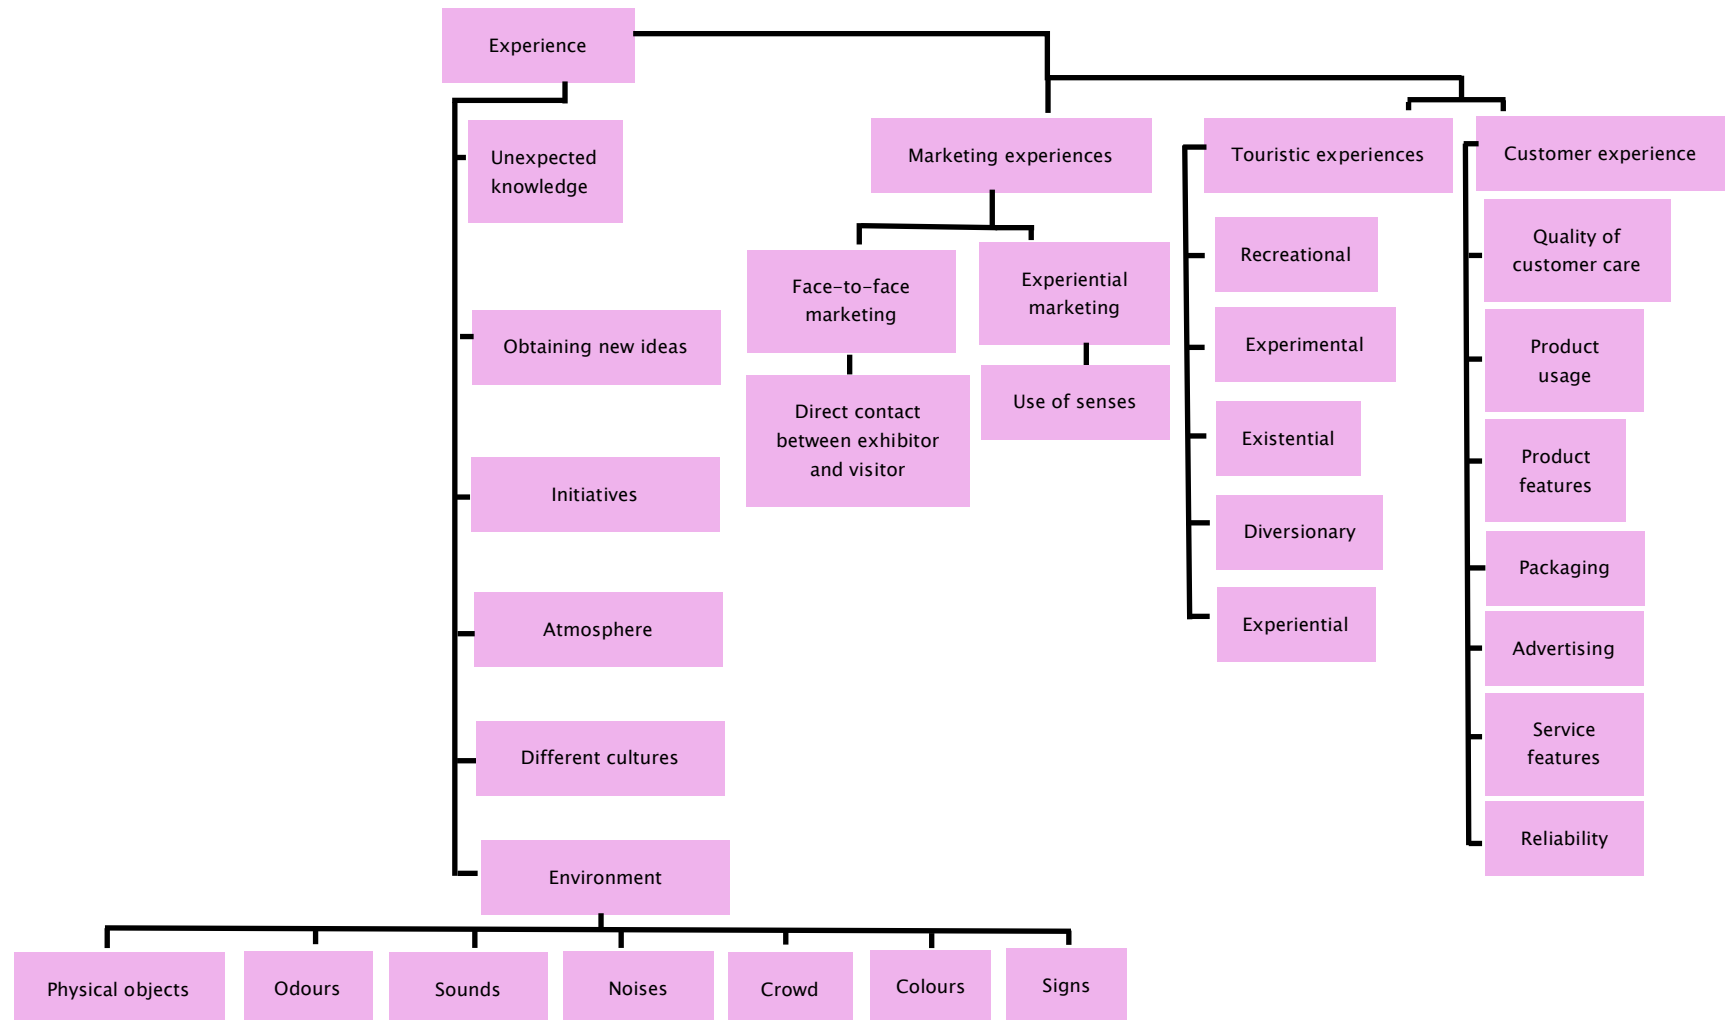 Experience
Unexpected
knowledge
Obtaining new ideas
Initiatives
Atmosphere
Different cultures
Environment
Physical objects
Odours
Sounds
Noises
Crowd
Colours
Signs
Marketing experiences
Face-to-face
marketing
Direct contact
between exhibitor
and visitor
Experiential
marketing
Use of senses
Touristic experiences
Recreational
Experimental
Existential
Diversionary
Experiential
Customer experience
Quality of
customer care
Product
usage
Product
features
Packaging
Advertising
Service
features
Reliability